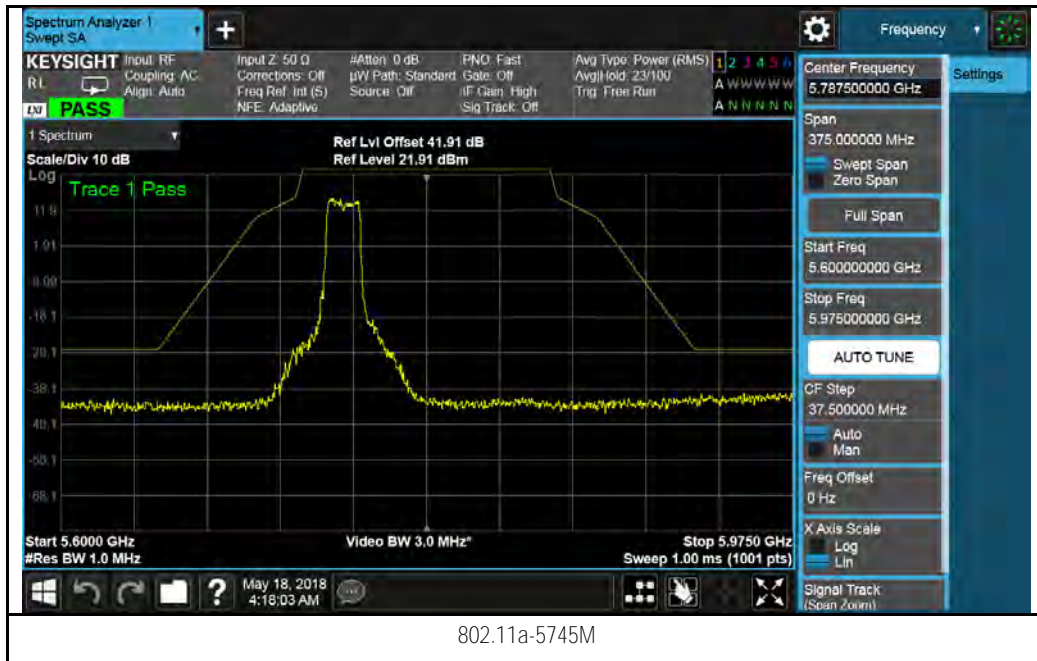 Spectrum Analyzer 1
Swept SA
+
Frequency
KEYSIGHT
Input: RF
Coupling: AC
Align: Auto
RL
LXI
PASS
Input Z: 50 Ω
Corrections: Off
Freq Ref: Int (S)
NFE: Adaptive
#Atten: 0 dB
µW Path: Standard
Source: Off
PNO: Fast
Gate: Off
IF Gain: High
Sig Track: Off
Avg Type: Power (RMS)
Avg|Hold: 23/100
Trig: Free Run
1 2 3 4 5 6
A W W W W W
A N N N N N
1 Spectrum
Scale/Div 10 dB
Ref Lvl Offset 41.91 dB
Ref Level 21.91 dBm
Log
Trace 1 Pass
11.9
1.91
-8.09
-18.1
-28.1
-38.1
-48.1
-58.1
-68.1
Start 5.6000 GHz
#Res BW 1.0 MHz
Video BW 3.0 MHz*
Stop 5.9750 GHz
Sweep 1.00 ms (1001 pts)
Center Frequency
5.787500000 GHz
Settings
Span
375.000000 MHz
Swept Span
Zero Span
Full Span
Start Freq
5.600000000 GHz
Stop Freq
5.975000000 GHz
AUTO TUNE
CF Step
37.500000 MHz
Auto
Man
Freq Offset
0 Hz
X Axis Scale
Log
Lin
Signal Track
(Span Zoom)
?
May 18, 2018
4:18:03 AM
802.11a-5745M